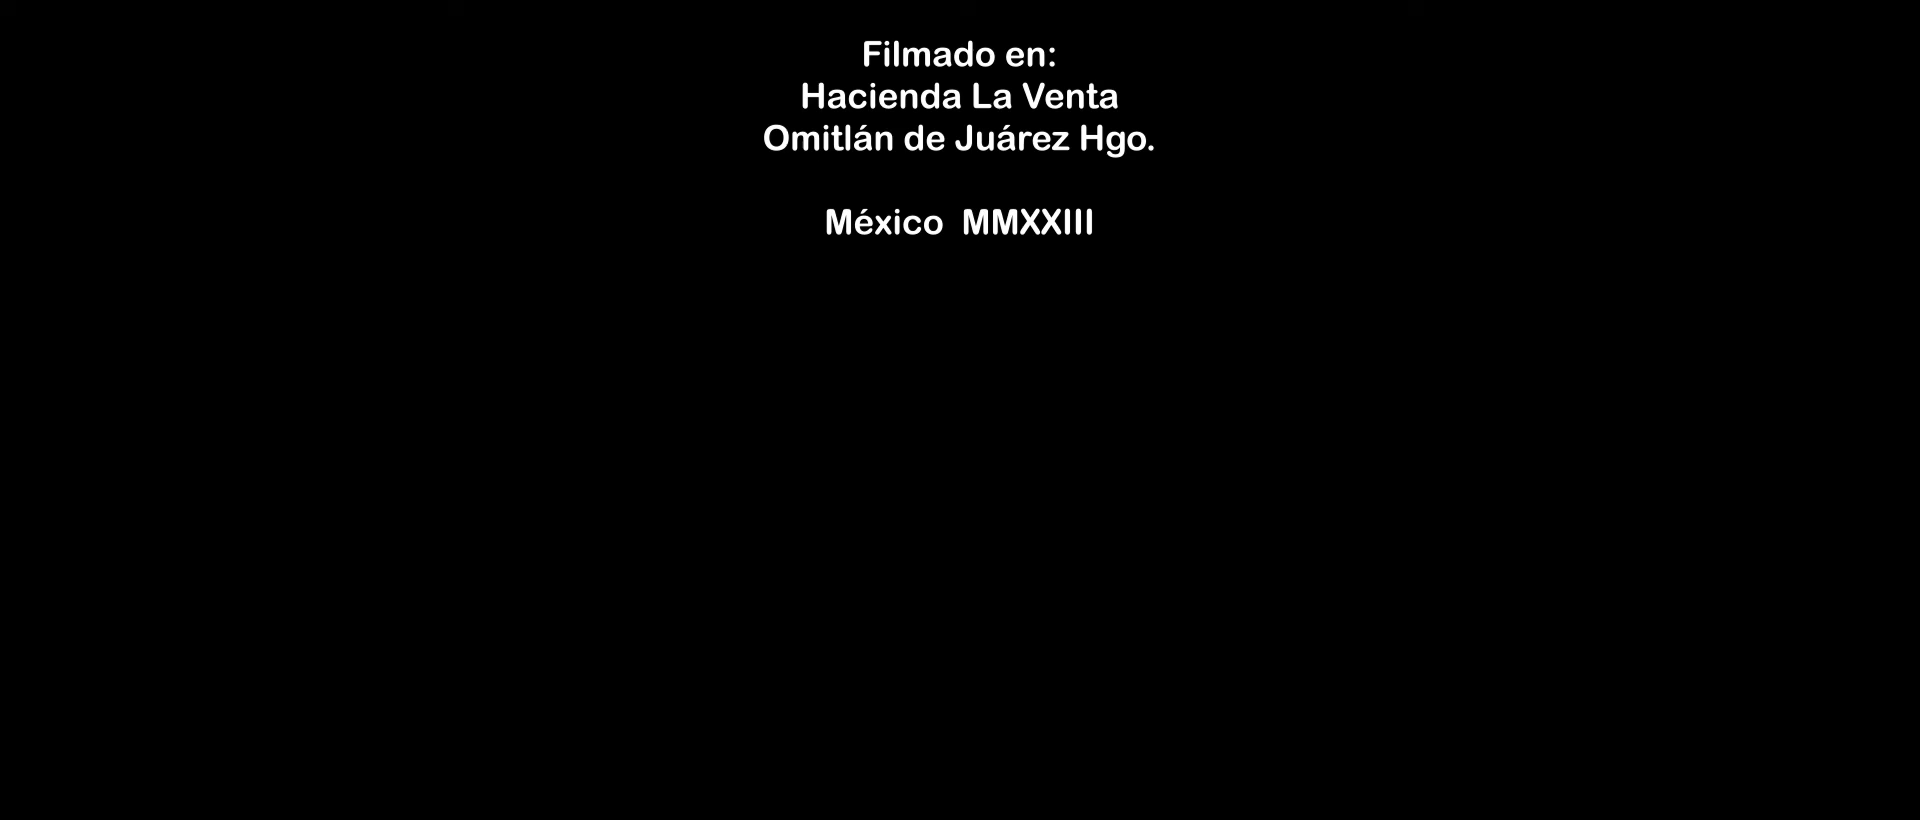 Filmado en:
Hacienda La Venta
Omitlán de Juárez Hgo.
México  MMXXIII